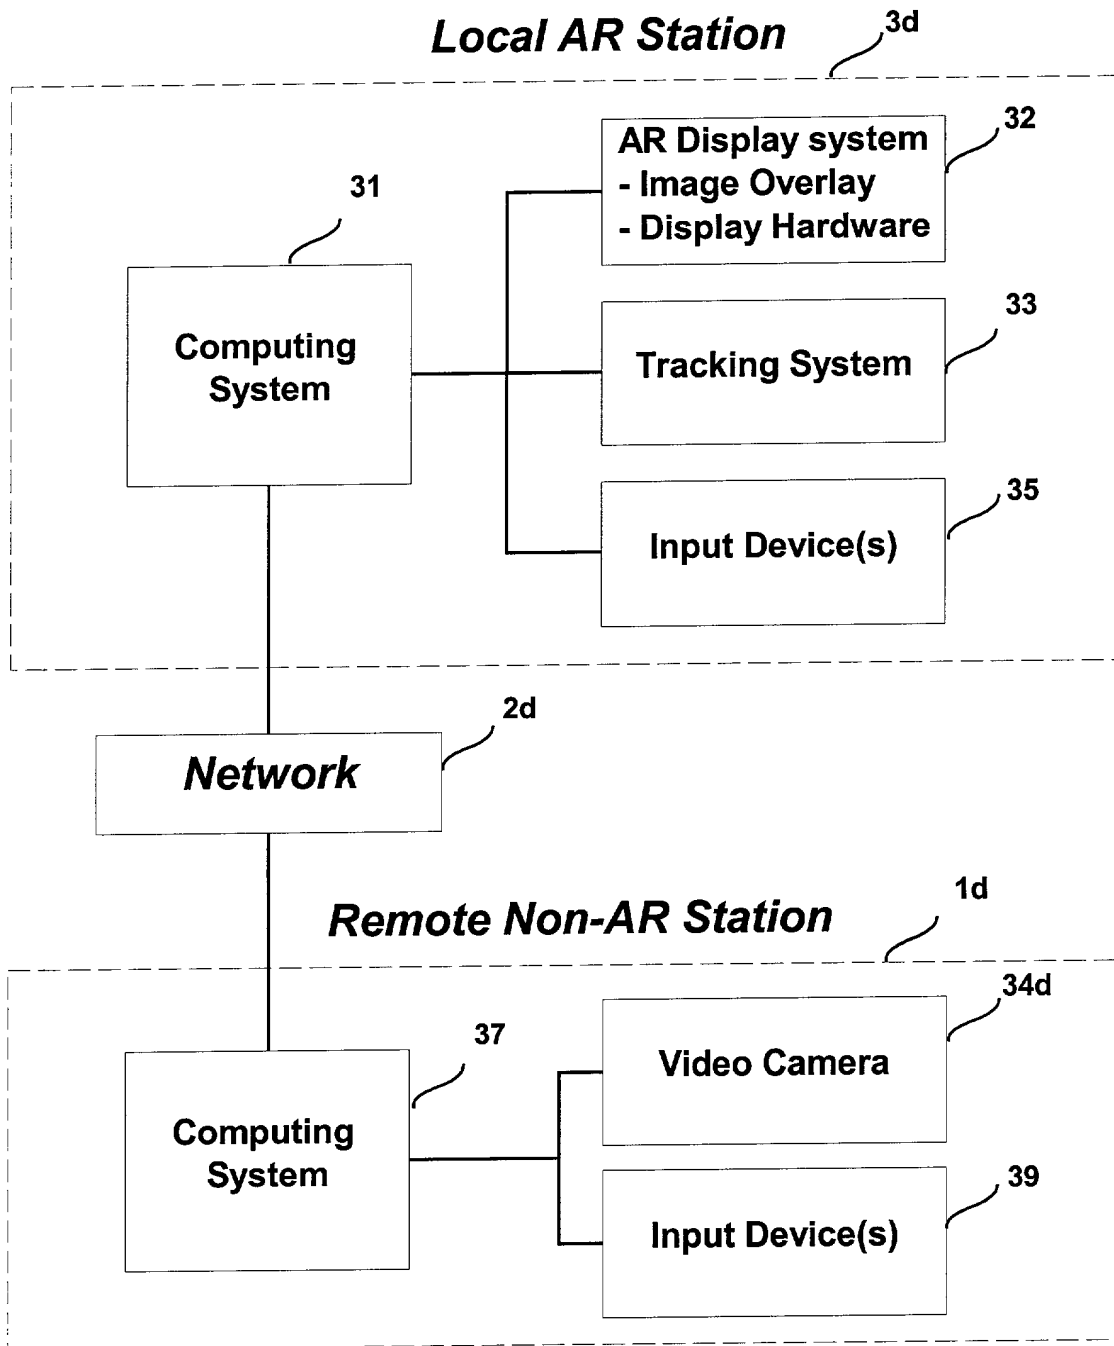 Local AR Station
3d
32
AR Display system
- Image Overlay
- Display Hardware
31
Computing
System
33
Tracking System
35
Input Device(s)
2d
Network
1d
Remote Non-AR Station
34d
Video Camera
37
Computing
System
39
Input Device(s)